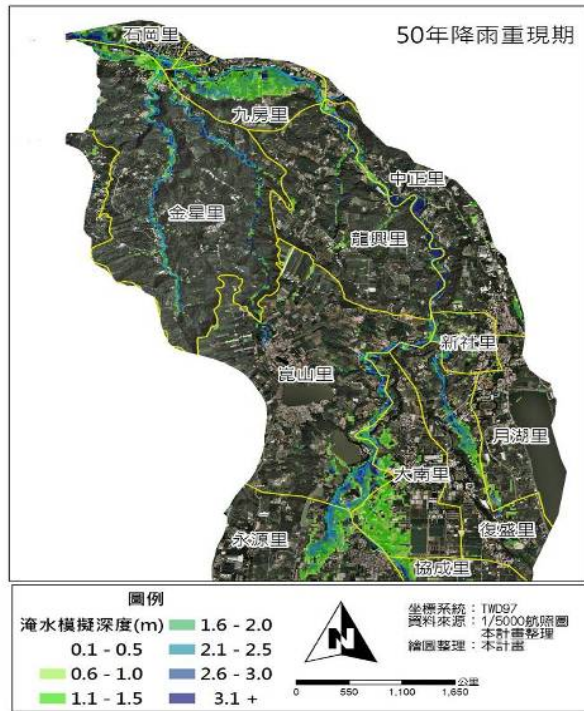 50年降雨重現期
石岡里
九房里
中正里
金星里
龍興里
新社里
崑山里
月湖里
大南里
復盛里
永源里
協成里
圖例
淹水模擬深度(m)
0.1 - 0.5
0.6 - 1.0
1.1 - 1.5
1.6 - 2.0
2.1 - 2.5
2.6 - 3.0
3.1 +
N
坐標系統：TWD97
資料來源：1/5000航照圖
本計畫整理
繪圖整理：本計畫
公里
0 550 1,100 1,650